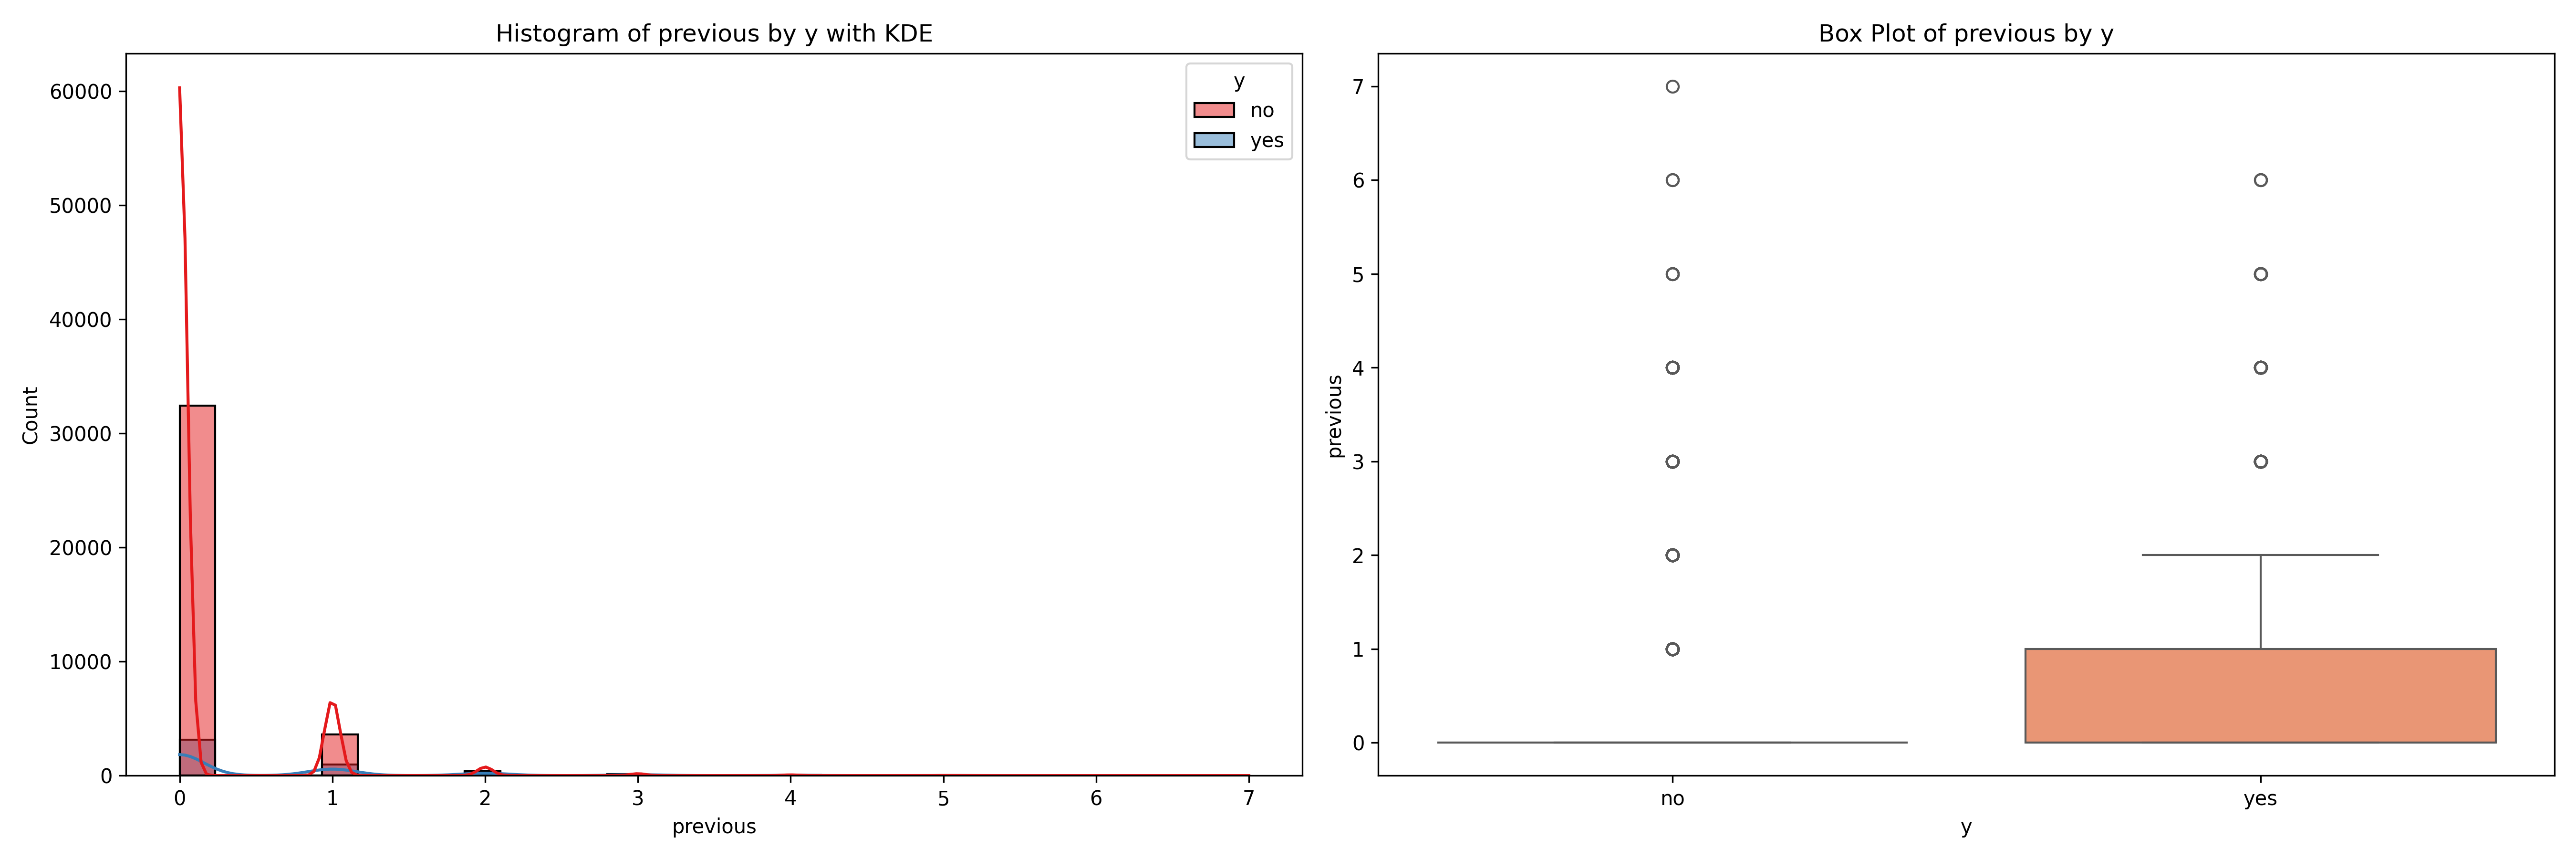 Histogram of previous by y with KDE
60000
50000
40000
30000
20000
10000
0
Count
0 1 2 3 4 5 6 7
previous
y
no
yes
Box Plot of previous by y
7
6
5
4
3
2
1
0
previous
no yes
y